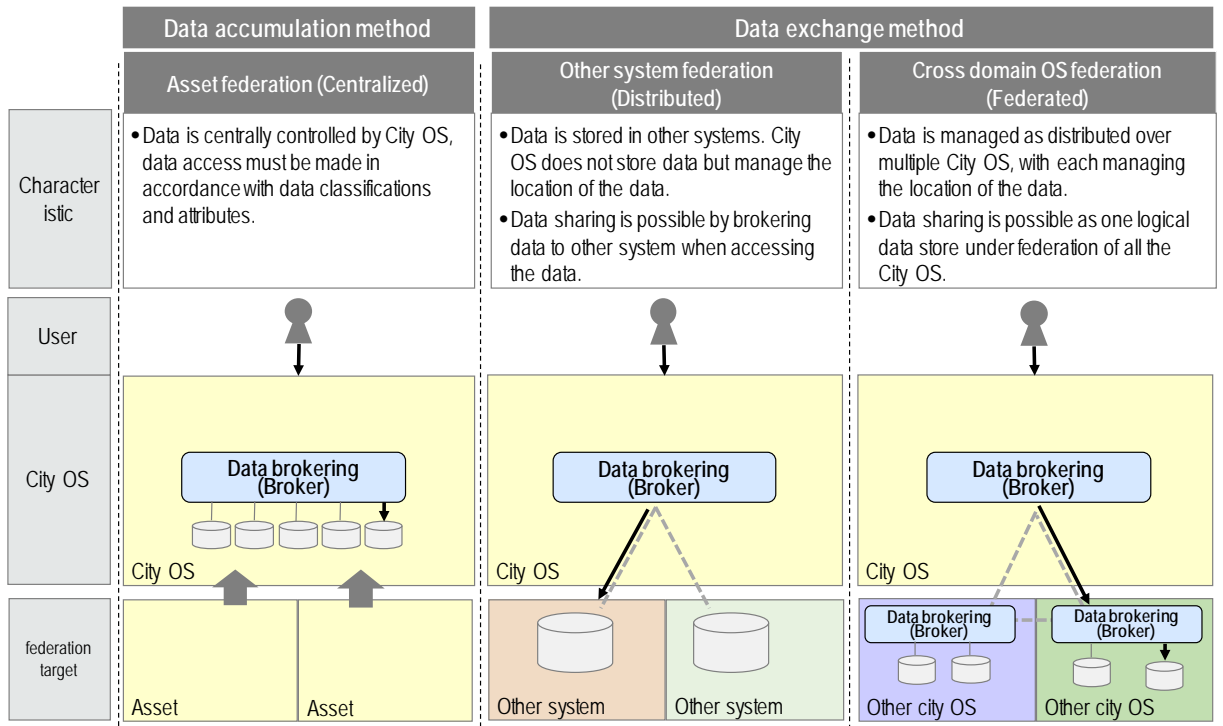 Data accumulation method
Data exchange method
Asset federation (Centralized)
Other system federation
(Distributed)
Cross domain OS federation
(Federated)
Character
istic
•Data is centrally controlled by City OS,
data access must be made in
accordance with data classifications
and attributes.
•Data is stored in other systems. City
OS does not store data but manage the
location of the data.
•Data sharing is possible by brokering
data to other system when accessing
the data.
•Data is managed as distributed over
multiple City OS, with each managing
the location of the data.
•Data sharing is possible as one logical
data store under federation of all the
City OS.
User
City OS
Data brokering
(Broker)
City OS
Data brokering
(Broker)
City OS
Data brokering
(Broker)
City OS
federation
target
Asset
Asset
Other system
Other system
Data brokering
(Broker)
Other city OS
Data brokering
(Broker)
Other city OS